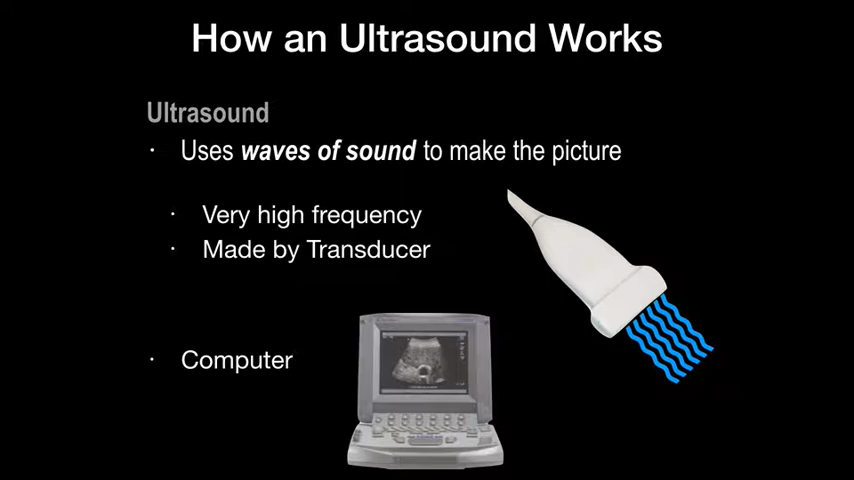 How an Ultrasound Works
Ultrasound
· Uses waves of sound to make the picture
· Very high frequency
· Made by Transducer
· Computer